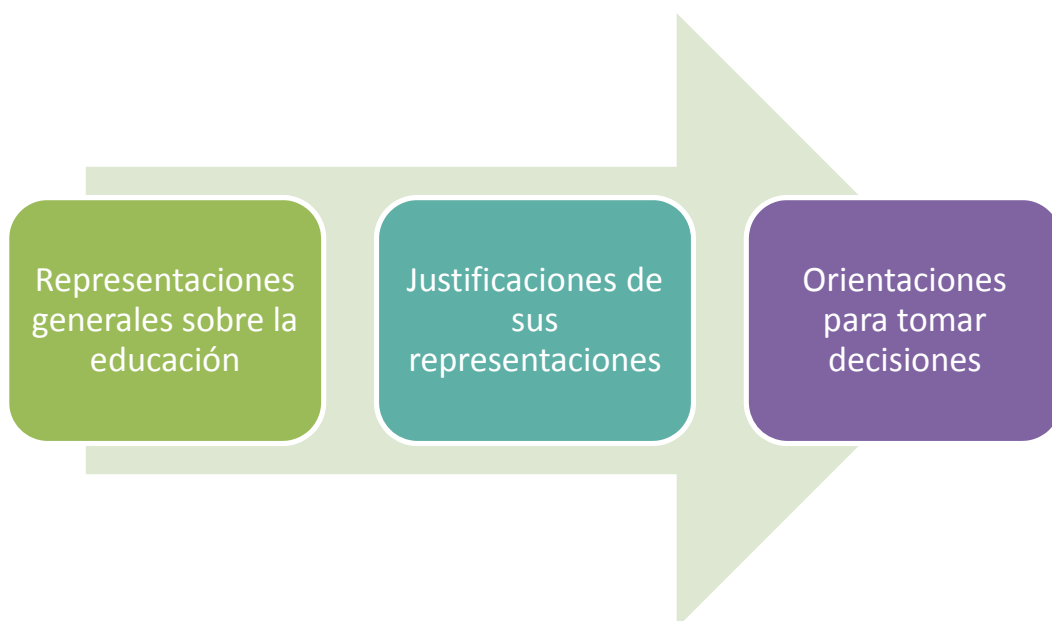 Representaciones
generales sobre la
educación
Justificaciones de
sus
representaciones
Orientaciones
para tomar
decisiones